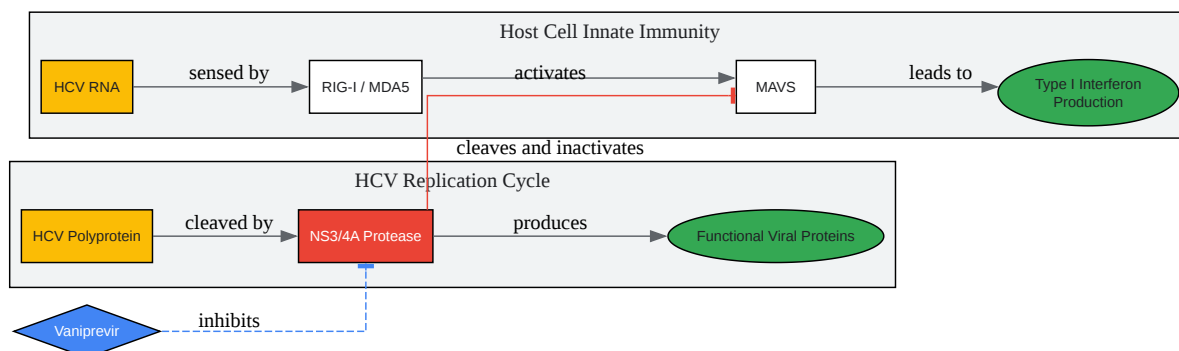 Host Cell Innate Immunity
HCV RNA
sensed by
RIG-I / MDA5
activates
MAVS
leads to
Type I Interferon
Production
cleaves and inactivates
HCV Replication Cycle
HCV Polyprotein
cleaved by
NS3/4A Protease
produces
Functional Viral Proteins
Vaniprevir
inhibits